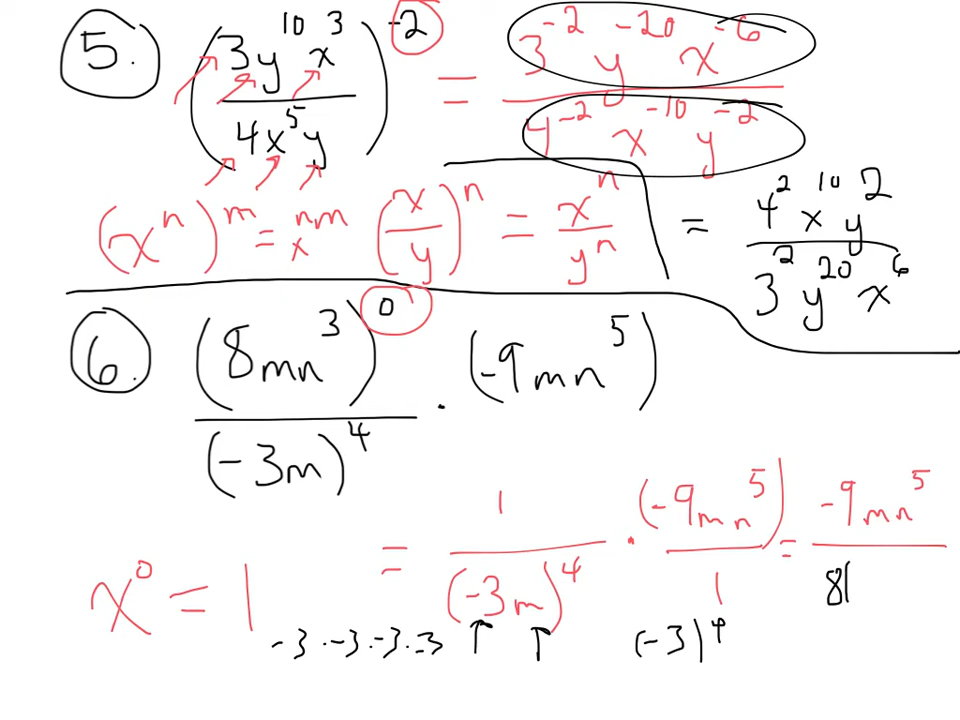 5. (3y^10 x^3 / 4x^5 y)^-2 = 3^-2 y^-20 x^-6 / 4^-2 x^-10 y^-2
(x^n)^m = x^nm (x/y)^n = x^n / y^n = 4^2 x^10 y^2 / 3^2 y^20 x^6
6. (8mn^3)^0 / (-3m)^4 · (-9mn^5)
x^0 = 1 = 1 / (-3m)^4 · (-9mn^5) / 1 = -9mn^5 / 81
-3 · -3 · -3 · -3 (-3)^4